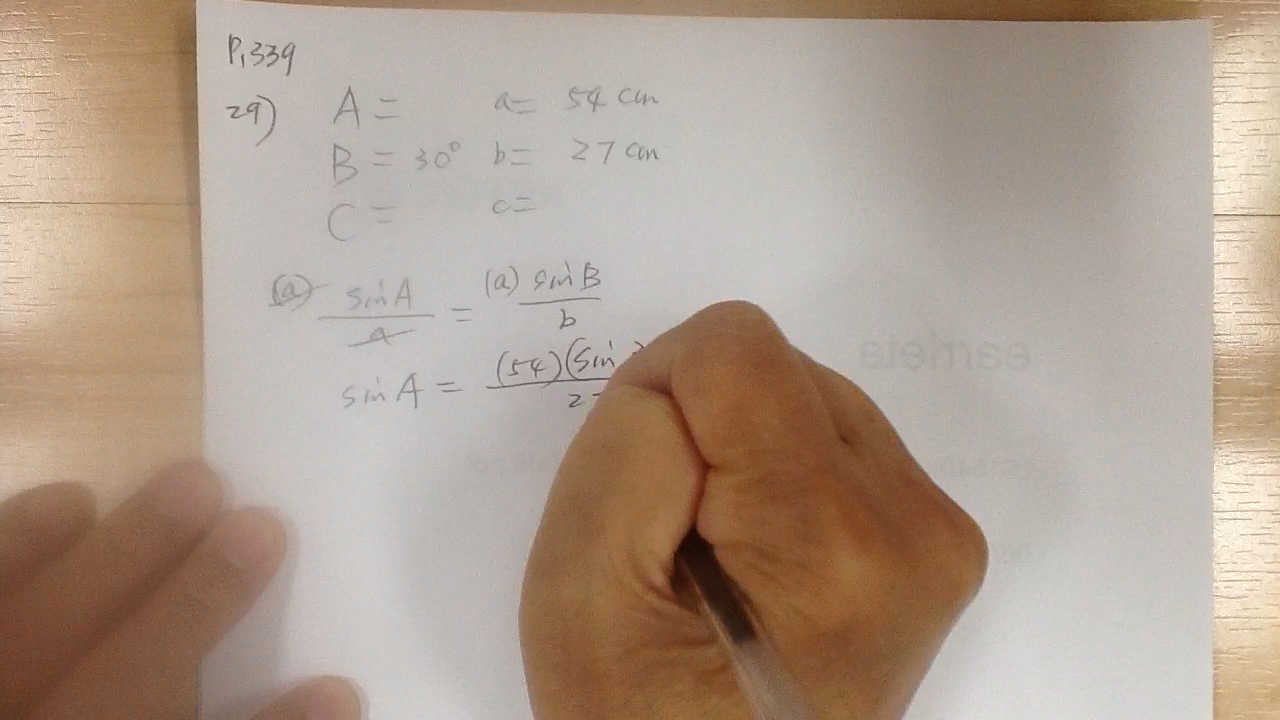 P.339
29) A = a = 54 cm
B = 30° b = 27 cm
C = c =
(a) sin A / a = (a) sin B / b
sin A = (54)(sin